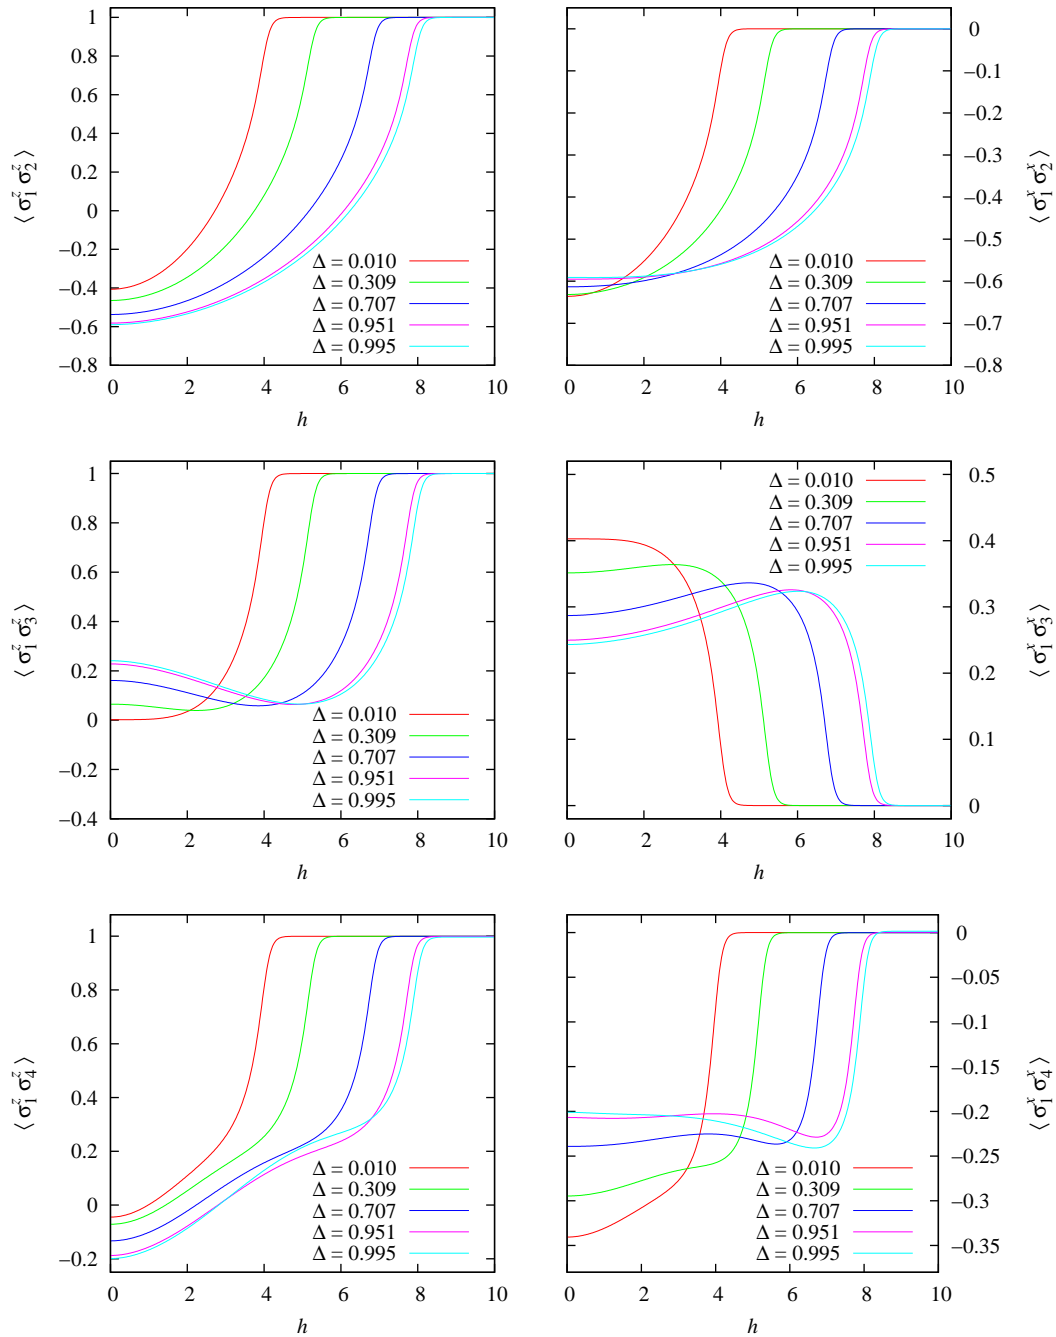 1
0.8
0.6
0.4
0.2
0
−0.2
−0.4
−0.6
−0.8
⟨ σ₁ᶻ σ₂ᶻ ⟩
Δ = 0.010
Δ = 0.309
Δ = 0.707
Δ = 0.951
Δ = 0.995
0 2 4 6 8 10
h
0
−0.1
−0.2
−0.3
−0.4
−0.5
−0.6
−0.7
−0.8
⟨ σ₁ˣ σ₂ˣ ⟩
Δ = 0.010
Δ = 0.309
Δ = 0.707
Δ = 0.951
Δ = 0.995
0 2 4 6 8 10
h
1
0.8
0.6
0.4
0.2
0
−0.2
−0.4
⟨ σ₁ᶻ σ₃ᶻ ⟩
Δ = 0.010
Δ = 0.309
Δ = 0.707
Δ = 0.951
Δ = 0.995
0 2 4 6 8 10
h
0.5
0.4
0.3
0.2
0.1
0
⟨ σ₁ˣ σ₃ˣ ⟩
Δ = 0.010
Δ = 0.309
Δ = 0.707
Δ = 0.951
Δ = 0.995
0 2 4 6 8 10
h
1
0.8
0.6
0.4
0.2
0
−0.2
⟨ σ₁ᶻ σ₄ᶻ ⟩
Δ = 0.010
Δ = 0.309
Δ = 0.707
Δ = 0.951
Δ = 0.995
0 2 4 6 8 10
h
0
−0.05
−0.1
−0.15
−0.2
−0.25
−0.3
−0.35
⟨ σ₁ˣ σ₄ˣ ⟩
Δ = 0.010
Δ = 0.309
Δ = 0.707
Δ = 0.951
Δ = 0.995
0 2 4 6 8 10
h